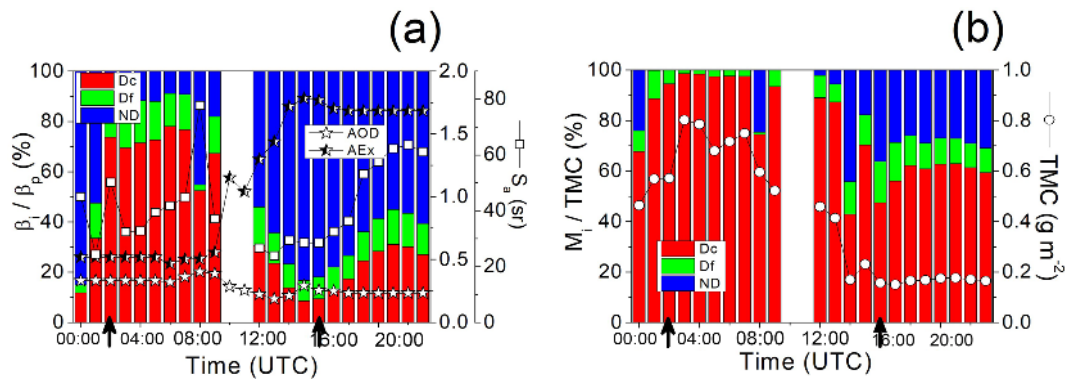 (a)
100
80
60
40
20
0
β_i / β_p (%)
Dc
Df
ND
AOD
AEx
2.0
1.5
1.0
0.5
0.0
80
60
40
20
0
S_a (sr)
00:00 04:00 08:00 12:00 16:00 20:00
Time (UTC)
(b)
100
80
60
40
20
0
M_i / TMC (%)
Dc
Df
ND
1.0
0.8
0.6
0.4
0.2
0.0
TMC (g m⁻²)
00:00 04:00 08:00 12:00 16:00 20:00
Time (UTC)